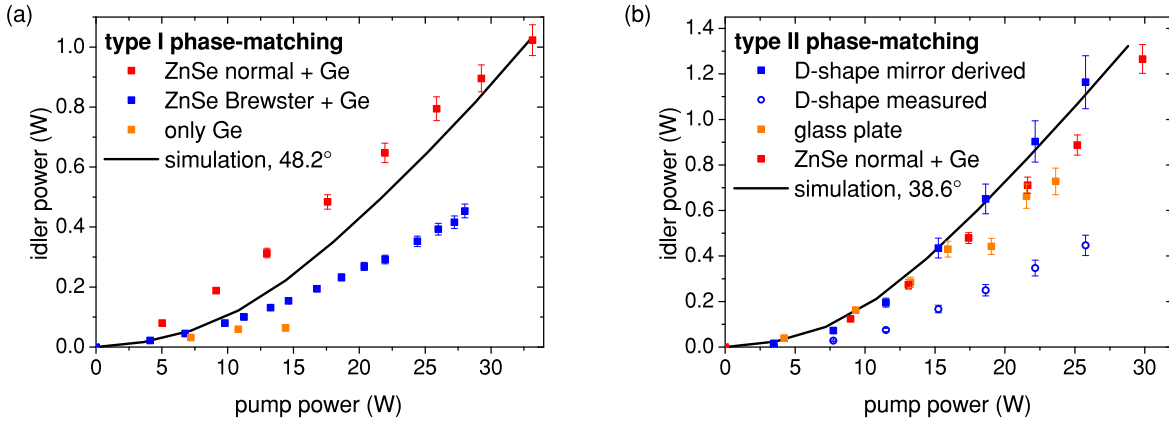 (a)
type I phase-matching
ZnSe normal + Ge
ZnSe Brewster + Ge
only Ge
simulation, 48.2°
idler power (W)
1.0
0.8
0.6
0.4
0.2
0.0
0 5 10 15 20 25 30
pump power (W)
(b)
type II phase-matching
D-shape mirror derived
D-shape measured
glass plate
ZnSe normal + Ge
simulation, 38.6°
idler power (W)
1.4
1.2
1.0
0.8
0.6
0.4
0.2
0.0
0 5 10 15 20 25 30
pump power (W)